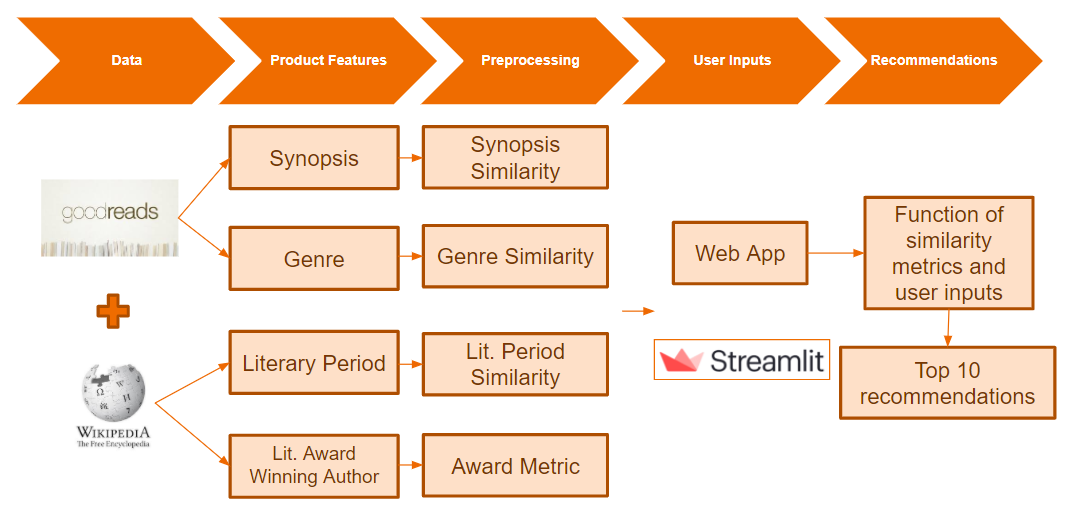 Data
Product Features
Preprocessing
User Inputs
Recommendations
goodreads
WIKIPEDIA
The Free Encyclopedia
Synopsis
Genre
Literary Period
Lit. Award
Winning Author
Synopsis
Similarity
Genre Similarity
Lit. Period
Similarity
Award Metric
Web App
Streamlit
Function of
similarity
metrics and
user inputs
Top 10
recommendations